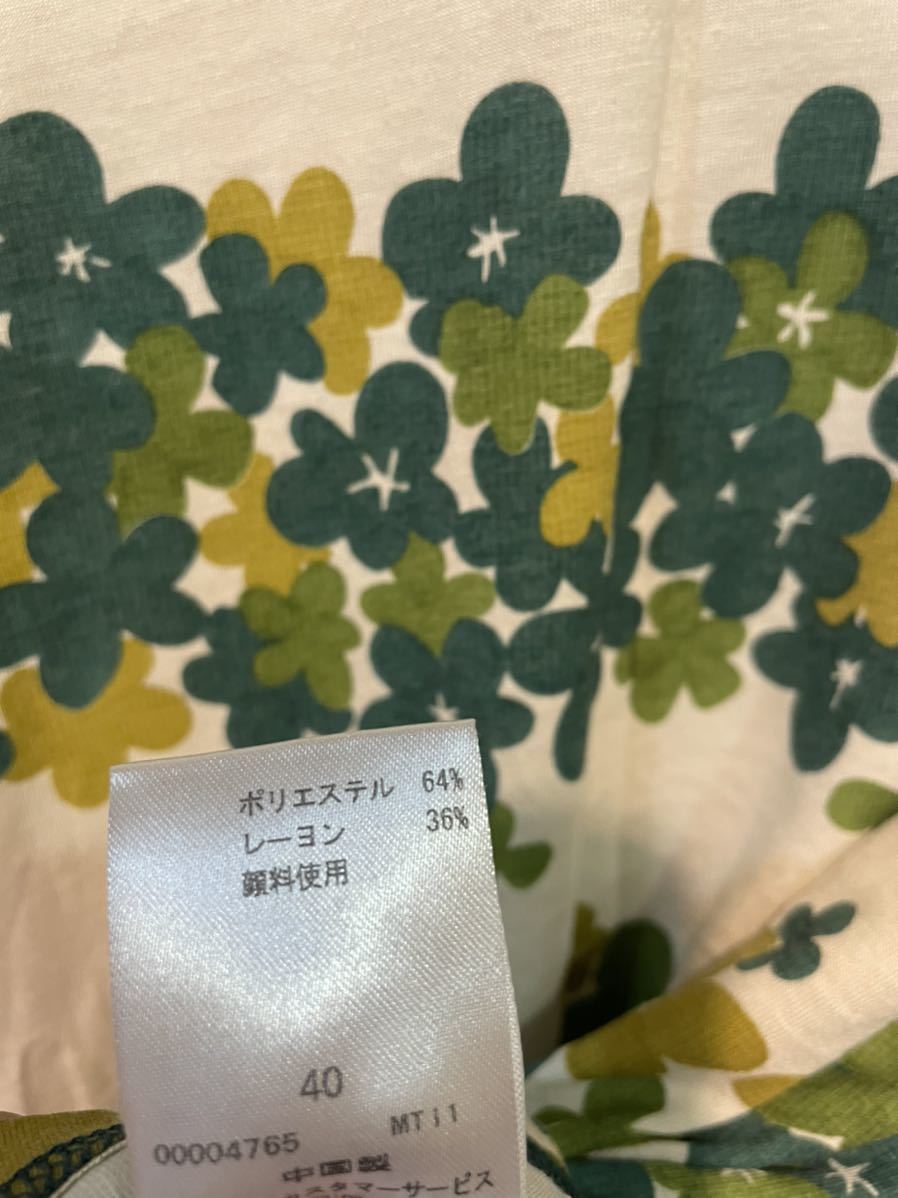 ポリエステル 64%
レーヨン 36%
顔料使用
40
MT11
00004765
中国製
カスタマーサービス